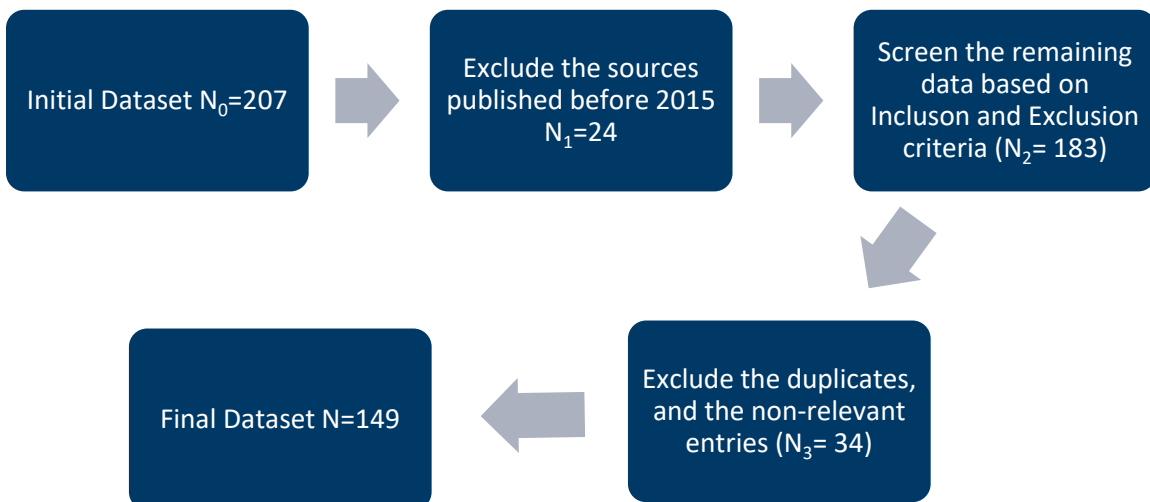 Initial Dataset N₀=207
Exclude the sources
published before 2015
N₁=24
Screen the remaining
data based on
Incluson and Exclusion
criteria (N₂= 183)
Exclude the duplicates,
and the non-relevant
entries (N₃= 34)
Final Dataset N=149